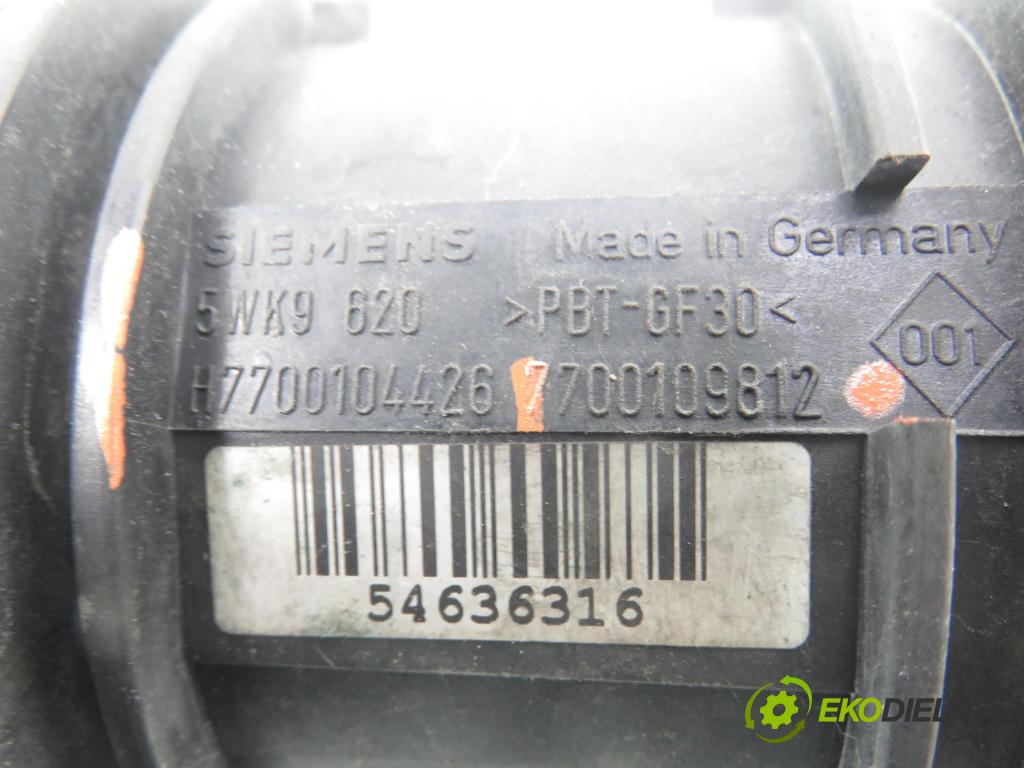 SIEMENS Made in Germany
5WK9 620 >PBT-GF30< 001
H7700104426 7700109812
54636316
EKODIEL